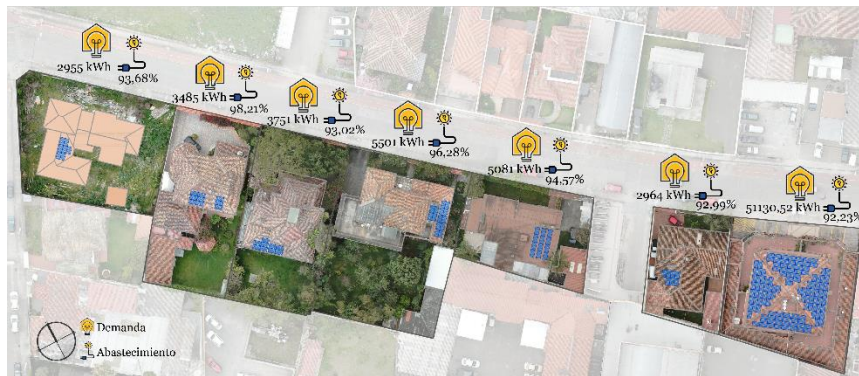 2955 kWh
93,68%
3485 kWh
98,21%
3751 kWh
93,02%
5501 kWh
96,28%
5081 kWh
94,57%
2964 kWh
92,99%
51130,52 kWh
92,23%
Demanda
Abastecimiento